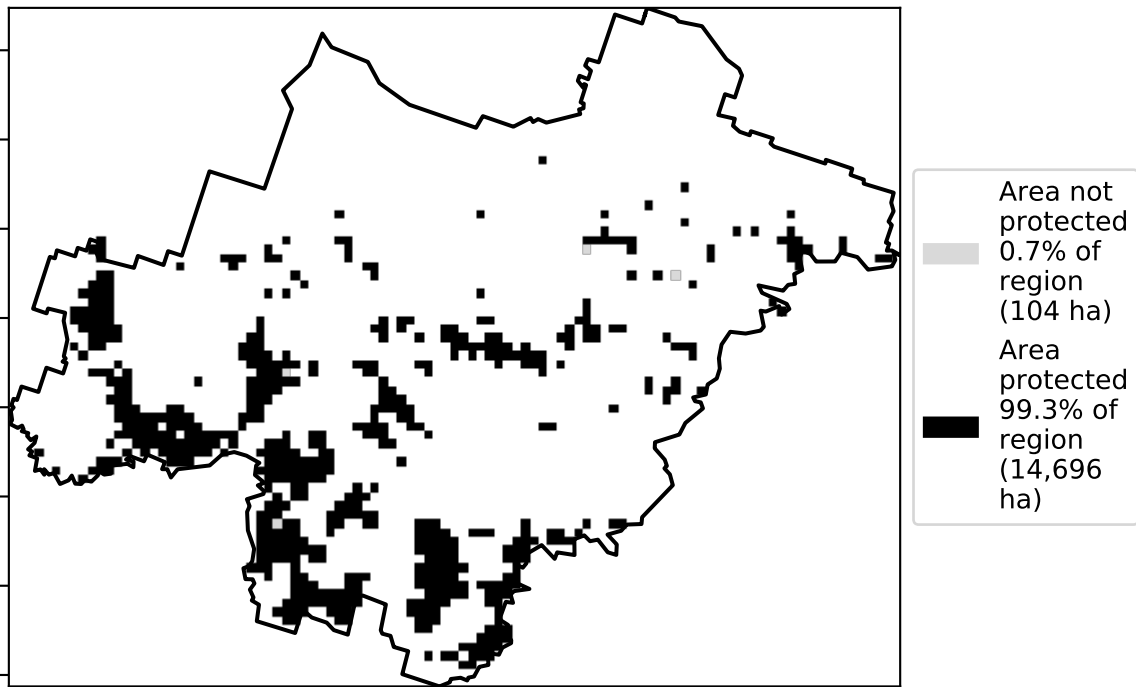 Area not
protected
0.7% of
region
(104 ha)
Area
protected
99.3% of
region
(14,696
ha)